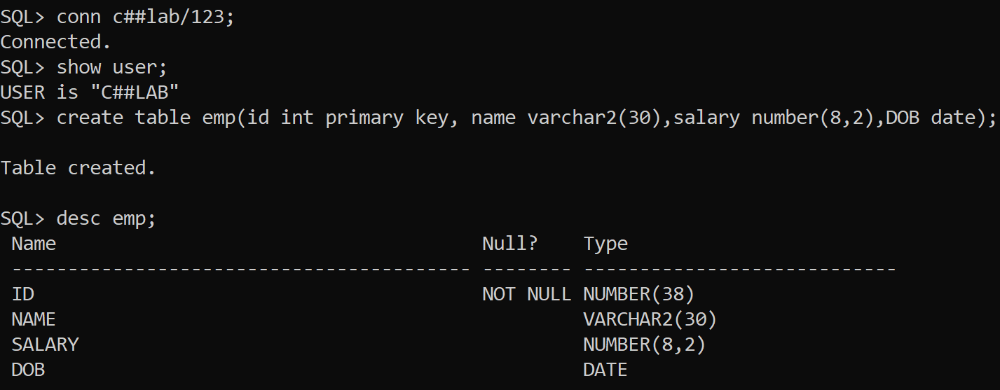 SQL> conn c##lab/123;
Connected.
SQL> show user;
USER is "C##LAB"
SQL> create table emp(id int primary key, name varchar2(30),salary number(8,2),DOB date);
Table created.
SQL> desc emp;
Name Null? Type
----------------------------------------- -------- ----------------------------
ID NOT NULL NUMBER(38)
NAME VARCHAR2(30)
SALARY NUMBER(8,2)
DOB DATE